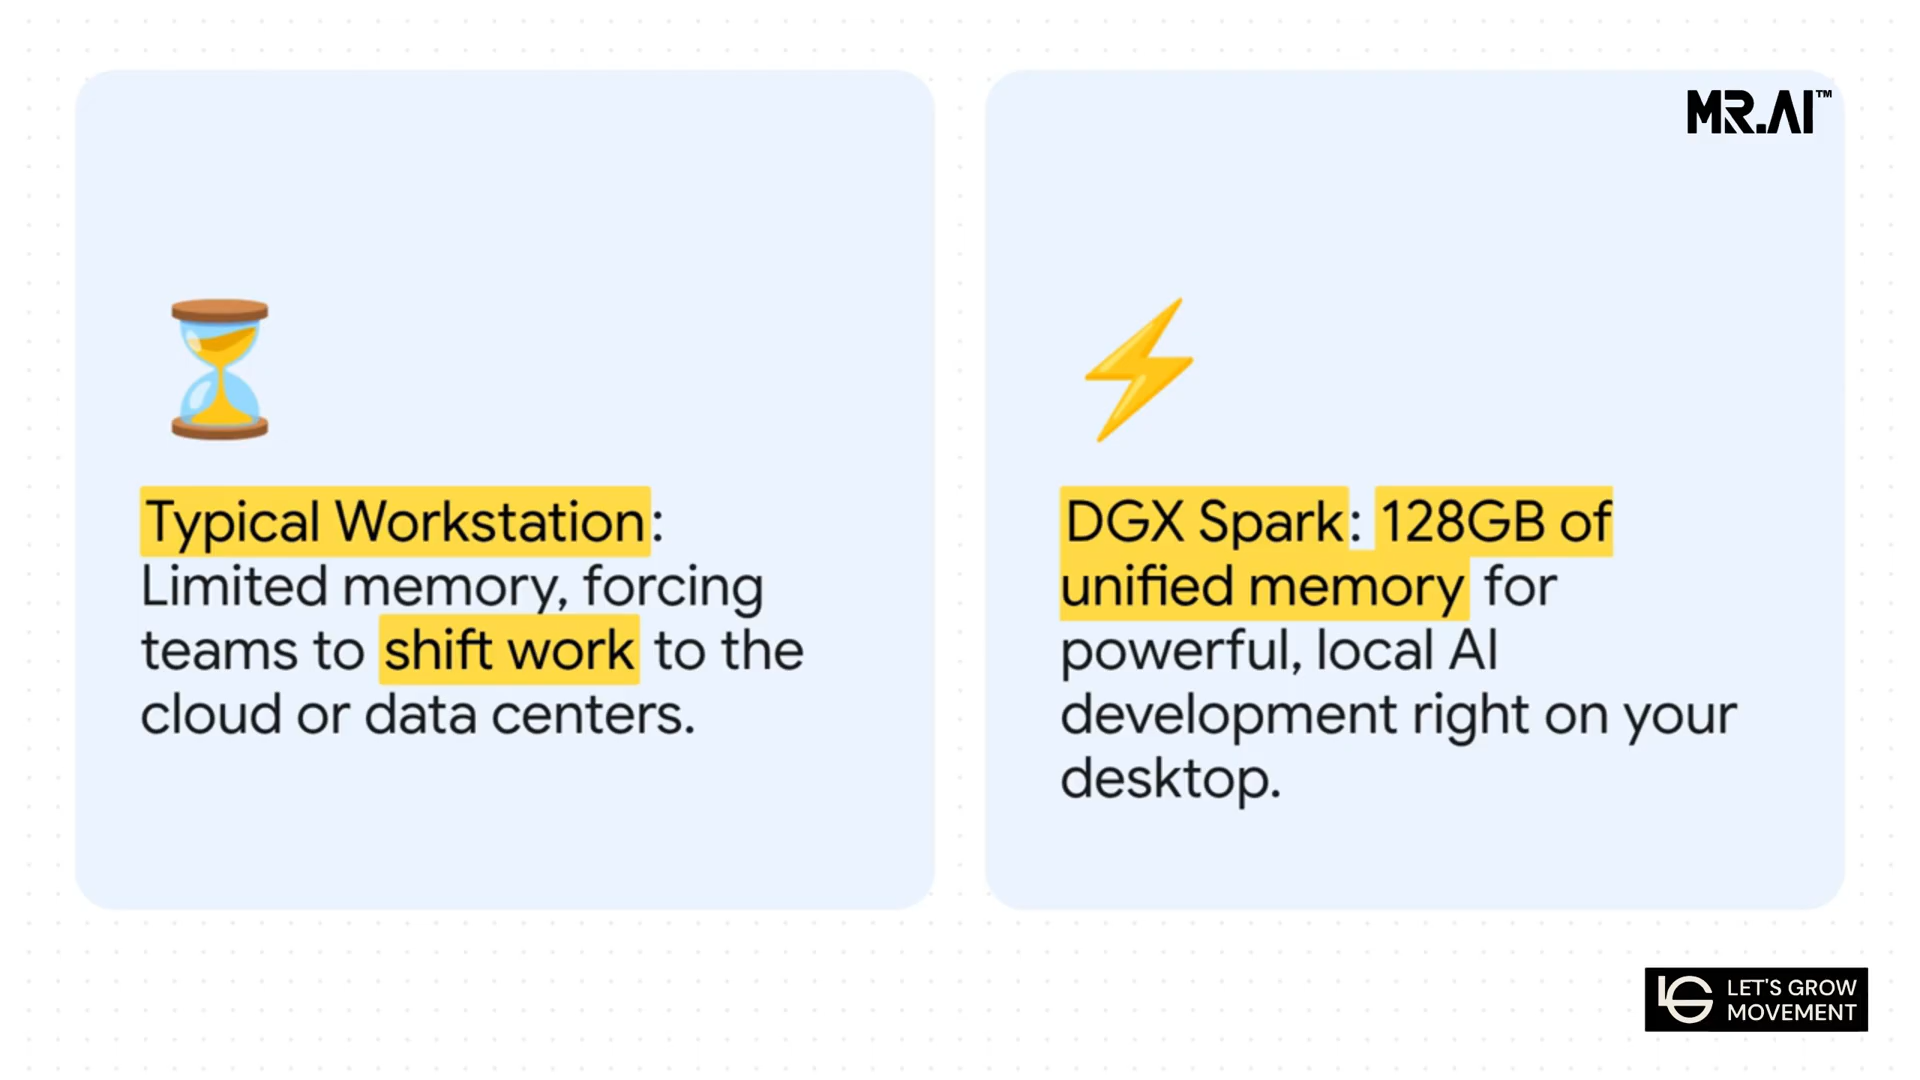 MR.AI™
Typical Workstation:
Limited memory, forcing
teams to shift work to the
cloud or data centers.
DGX Spark: 128GB of
unified memory for
powerful, local AI
development right on your
desktop.
LET'S GROW
MOVEMENT